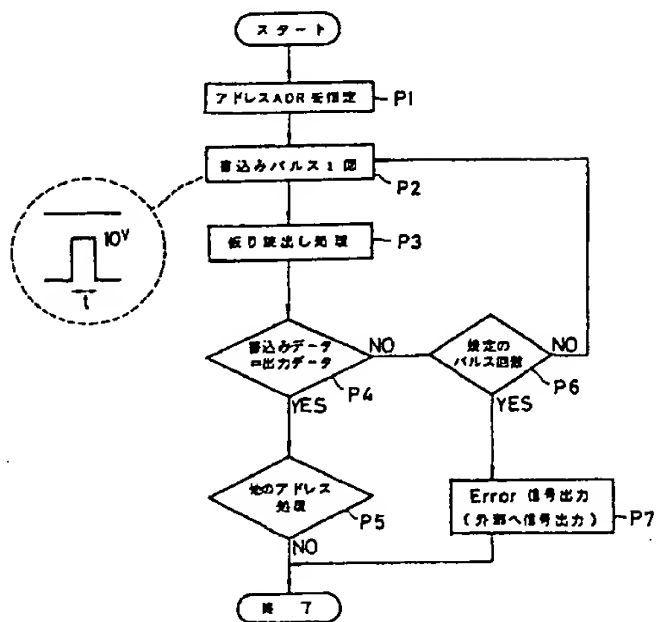 スタート
アドレスADRを指定
P1
書込みパルス1回
P2
10V
t
仮り読出し処理
P3
書込みデータ
=出力データ
NO
P4
YES
規定の
パルス回数
NO
P6
YES
他のアドレス
処理
P5
NO
Error 信号出力
(外部へ信号出力)
P7
終 了